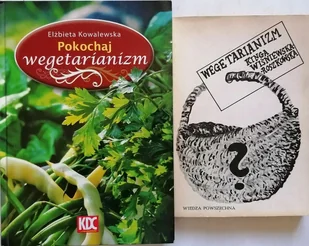 Elżbieta Kowalewska
Pokochaj
wegetarianizm
KDC
WEGETARIANIZM
KINGA
WIŚNIEWSKA-
ROSZKOWSKA
?
WIEDZA POWSZECHNA